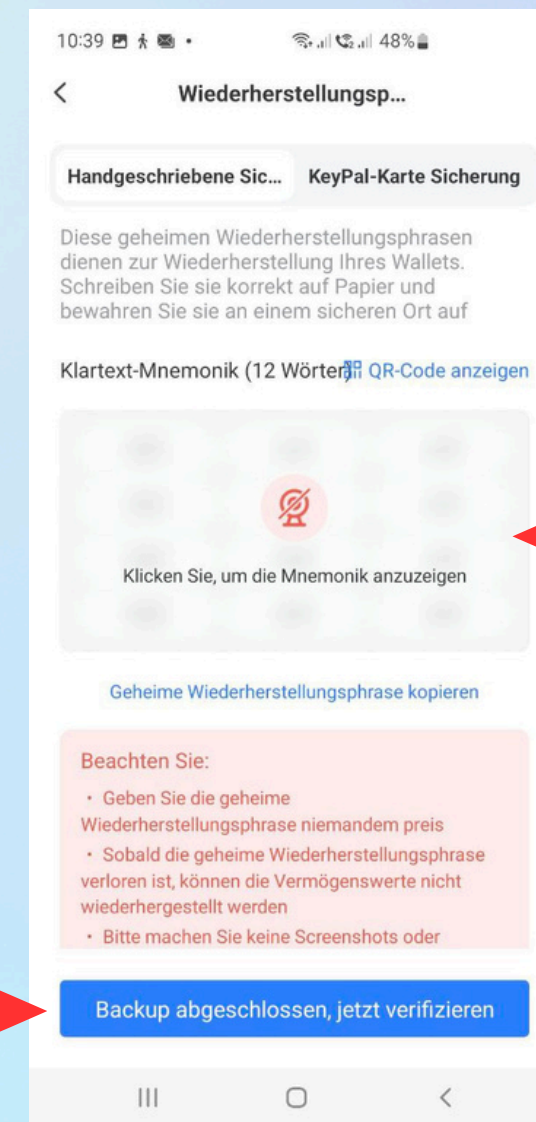 10:39 48%
Wiederherstellungsp...
Handgeschriebene Sic... KeyPal-Karte Sicherung
Diese geheimen Wiederherstellungsphrasen
dienen zur Wiederherstellung Ihres Wallets.
Schreiben Sie sie korrekt auf Papier und
bewahren Sie sie an einem sicheren Ort auf
Klartext-Mnemonik (12 Wörter) QR-Code anzeigen
Klicken Sie, um die Mnemonik anzuzeigen
Geheime Wiederherstellungsphrase kopieren
Beachten Sie:
• Geben Sie die geheime
Wiederherstellungsphrase niemandem preis
• Sobald die geheime Wiederherstellungsphrase
verloren ist, können die Vermögenswerte nicht
wiederhergestellt werden
• Bitte machen Sie keine Screenshots oder
Backup abgeschlossen, jetzt verifizieren